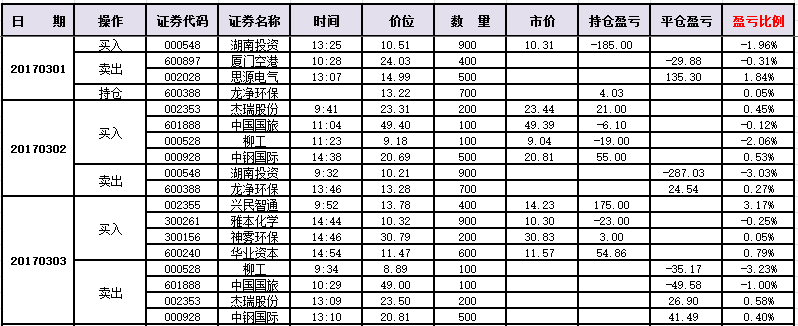 日 期 操作 证券代码 证券名称 时间 价位 数 量 市价 持仓盈亏 平仓盈亏 盈亏比例
20170301 买入 000548 湖南投资 13:25 10.51 900 10.31 -185.00 -1.96%
卖出 600897 厦门空港 10:28 24.03 400 -29.88 -0.31%
002028 思源电气 13:07 14.99 500 135.30 1.84%
持仓 600388 龙净环保 13.22 700 4.03 0.05%
20170302 买入 002353 杰瑞股份 9:41 23.31 200 23.44 21.00 0.45%
601888 中国国旅 11:04 49.40 100 49.39 -6.10 -0.12%
000528 柳工 11:23 9.18 100 9.04 -19.00 -2.06%
000928 中钢国际 14:38 20.69 500 20.81 55.00 0.53%
卖出 000548 湖南投资 9:32 10.21 900 -287.03 -3.03%
600388 龙净环保 13:46 13.28 700 24.54 0.27%
20170303 买入 002355 兴民智通 9:52 13.78 400 14.23 175.00 3.17%
300261 雅本化学 14:44 10.32 900 10.30 -23.00 -0.25%
300156 神雾环保 14:46 30.79 200 30.83 3.00 0.05%
600240 华业资本 14:54 11.47 600 11.57 54.86 0.79%
卖出 000528 柳工 9:34 8.89 100 -35.17 -3.23%
601888 中国国旅 10:29 49.00 100 -49.58 -1.00%
002353 杰瑞股份 13:09 23.50 200 26.90 0.58%
000928 中钢国际 13:10 20.81 500 41.49 0.40%